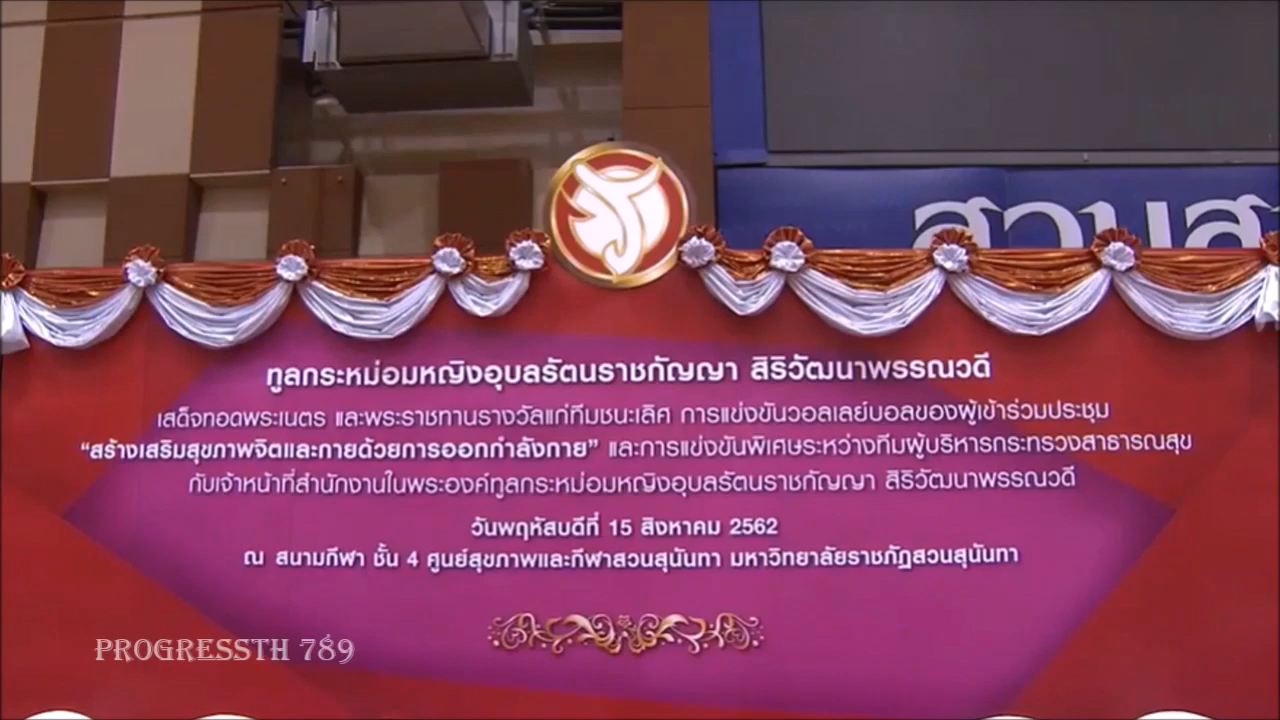 สวนสุ
ทูลกระหม่อมหญิงอุบลรัตนราชกัญญา สิริวัฒนาพรรณวดี
เสด็จทอดพระเนตร และพระราชทานรางวัลแก่ทีมชนะเลิศ การแข่งขันวอลเลย์บอลของผู้เข้าร่วมประชุม
“สร้างเสริมสุขภาพจิตและกายด้วยการออกกำลังกาย” และการแข่งขันพิเศษระหว่างทีมผู้บริหารกระทรวงสาธารณสุข
กับเจ้าหน้าที่สำนักงานในพระองค์ทูลกระหม่อมหญิงอุบลรัตนราชกัญญา สิริวัฒนาพรรณวดี
วันพฤหัสบดีที่ 15 สิงหาคม 2562
ณ สนามกีฬา ชั้น 4 ศูนย์สุขภาพและกีฬาสวนสุนันทา มหาวิทยาลัยราชภัฏสวนสุนันทา
PROGRESSTH 789